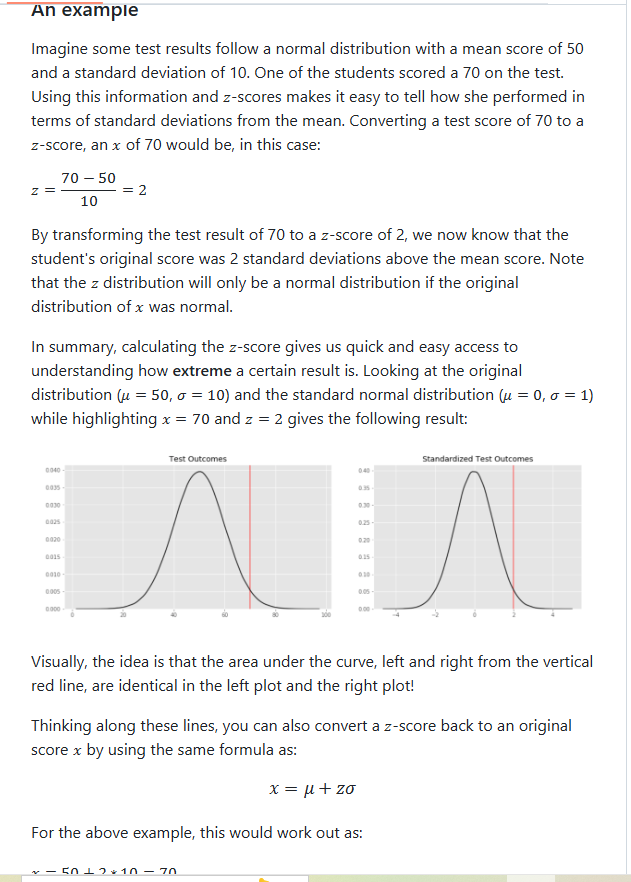 An example
Imagine some test results follow a normal distribution with a mean score of 50
and a standard deviation of 10. One of the students scored a 70 on the test.
Using this information and z-scores makes it easy to tell how she performed in
terms of standard deviations from the mean. Converting a test score of 70 to a
z-score, an x of 70 would be, in this case:
z = (70 − 50) / 10 = 2
By transforming the test result of 70 to a z-score of 2, we now know that the
student's original score was 2 standard deviations above the mean score. Note
that the z distribution will only be a normal distribution if the original
distribution of x was normal.
In summary, calculating the z-score gives us quick and easy access to
understanding how extreme a certain result is. Looking at the original
distribution (μ = 50, σ = 10) and the standard normal distribution (μ = 0, σ = 1)
while highlighting x = 70 and z = 2 gives the following result:
Test Outcomes
0.040
0.035
0.030
0.025
0.020
0.015
0.010
0.005
0.000
0 20 40 60 80 100
Standardized Test Outcomes
0.40
0.35
0.30
0.25
0.20
0.15
0.10
0.05
0.00
−4 −2 0 2 4
Visually, the idea is that the area under the curve, left and right from the vertical
red line, are identical in the left plot and the right plot!
Thinking along these lines, you can also convert a z-score back to an original
score x by using the same formula as:
x = μ + zσ
For the above example, this would work out as:
x = 50 + 2 * 10 = 70